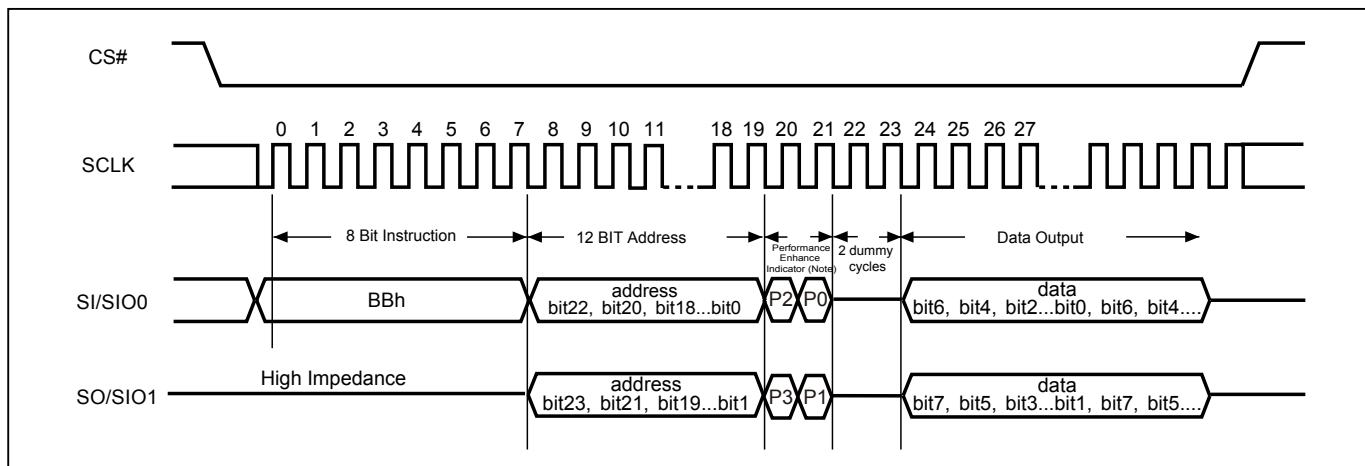 CS#
0 1 2 3 4 5 6 7 8 9 10 11 18 19 20 21 22 23 24 25 26 27
SCLK
8 Bit Instruction
12 BIT Address
Performance
Enhance
Indicator (Note)
2 dummy
cycles
Data Output
SI/SIO0
BBh
address
bit22, bit20, bit18...bit0
P2
P0
data
bit6, bit4, bit2...bit0, bit6, bit4....
SO/SIO1
High Impedance
address
bit23, bit21, bit19...bit1
P3
P1
data
bit7, bit5, bit3...bit1, bit7, bit5....